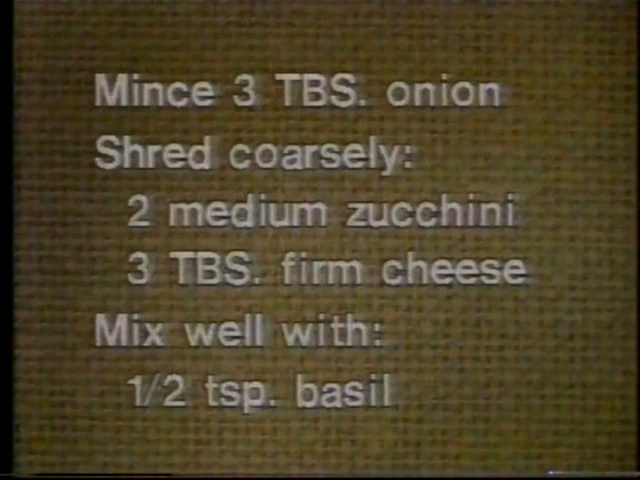 Mince 3 TBS. onion
Shred coarsely:
2 medium zucchini
3 TBS. firm cheese
Mix well with:
1/2 tsp. basil